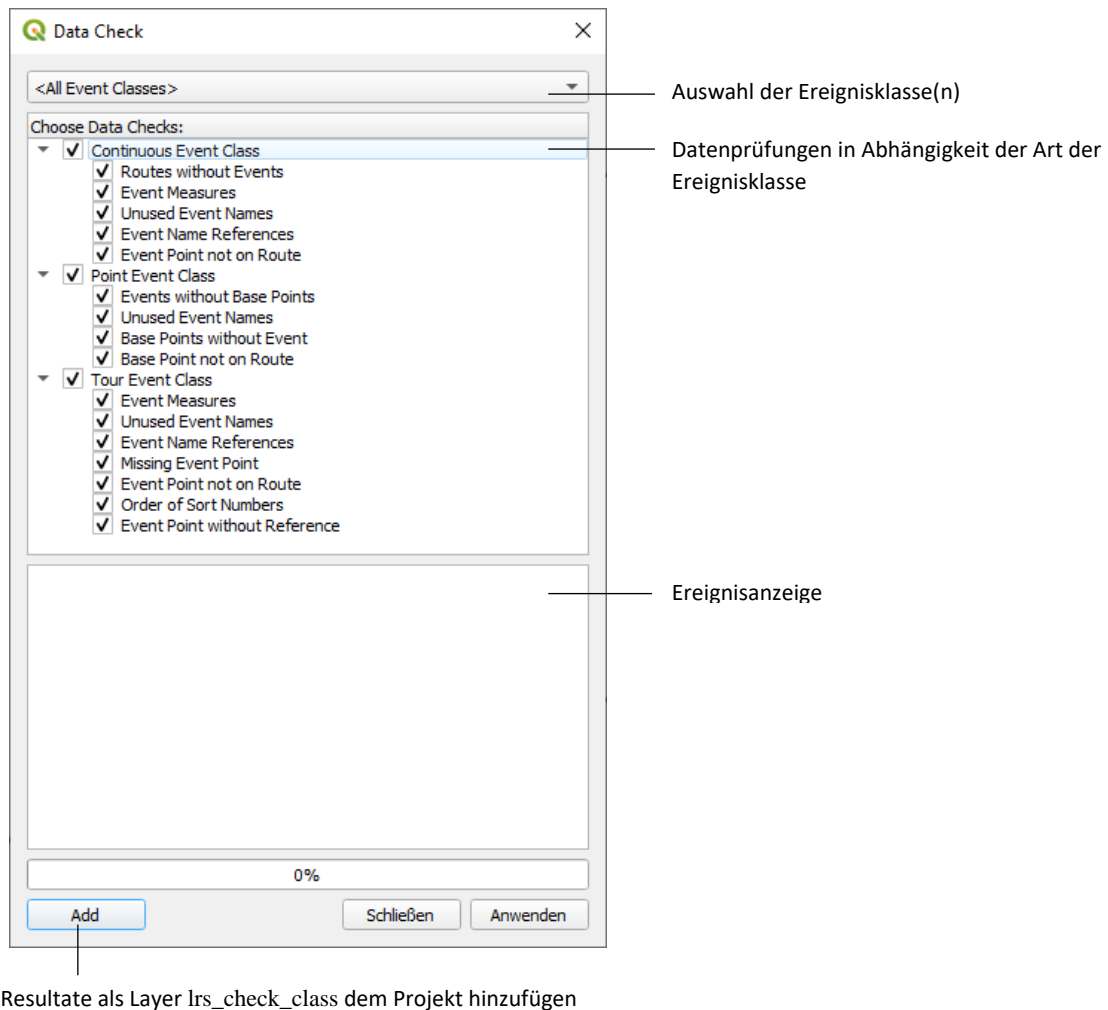 Data Check
<All Event Classes>
Auswahl der Ereignisklasse(n)
Choose Data Checks:
Continuous Event Class
Datenprüfungen in Abhängigkeit der Art der
Ereignisklasse
Routes without Events
Event Measures
Unused Event Names
Event Name References
Event Point not on Route
Point Event Class
Events without Base Points
Unused Event Names
Base Points without Event
Base Point not on Route
Tour Event Class
Event Measures
Unused Event Names
Event Name References
Missing Event Point
Event Point not on Route
Order of Sort Numbers
Event Point without Reference
Ereignisanzeige
0%
Add
Schließen
Anwenden
Resultate als Layer lrs_check_class dem Projekt hinzufügen